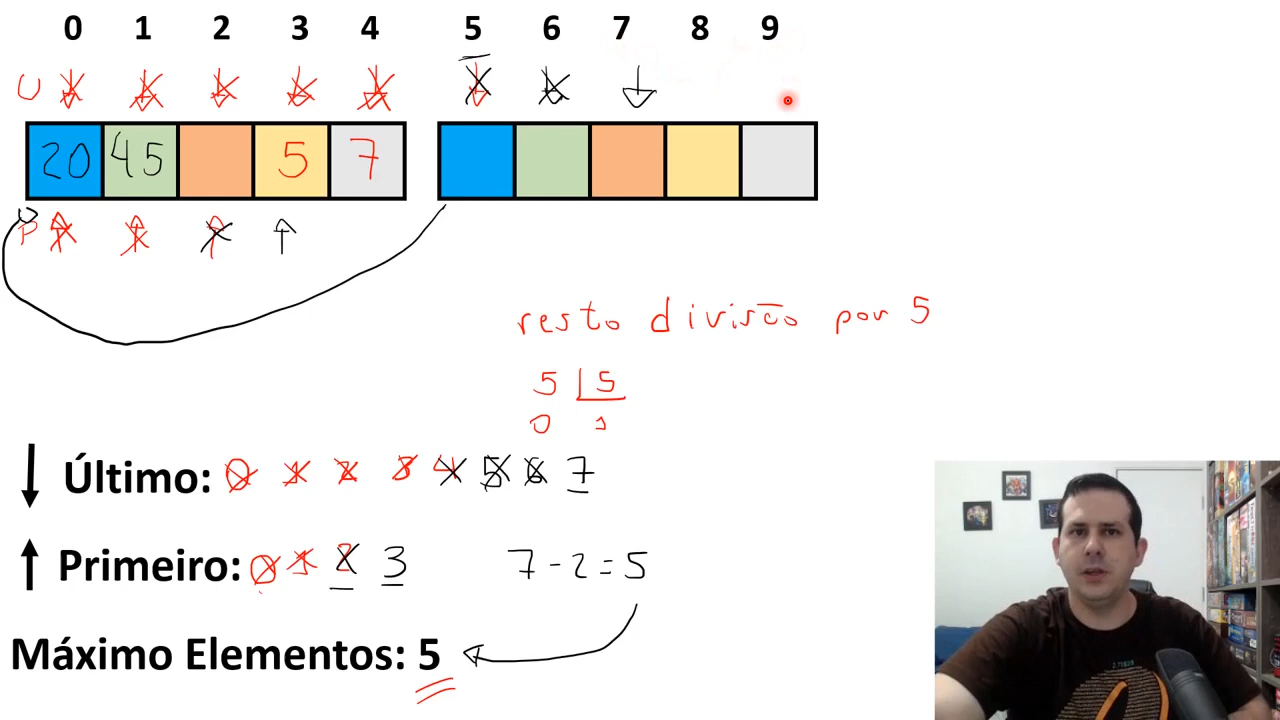 0 1 2 3 4 5 6 7 8 9
U
20 45 5 7
P
resto divisão por 5
5 5
0 1
Último: 0 1 2 3 4 5 6 7
Primeiro: 0 1 2 3 7-2=5
Máximo Elementos: 5